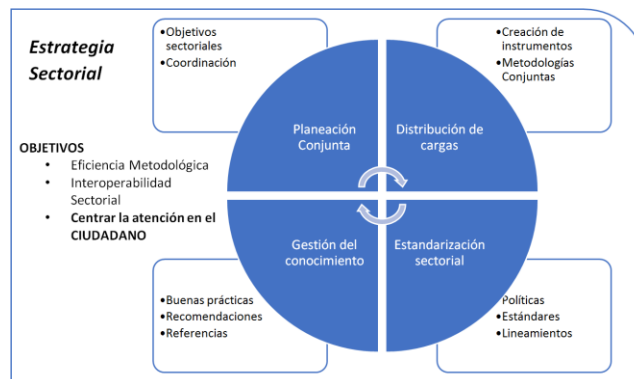 Estrategia
Sectorial
OBJETIVOS
• Eficiencia Metodológica
• Interoperabilidad
Sectorial
• Centrar la atención en el
CIUDADANO
•Objetivos
sectoriales
•Coordinación
•Creación de
instrumentos
•Metodologías
Conjuntas
Planeación
Conjunta
Distribución de
cargas
Gestión del
conocimiento
Estandarización
sectorial
•Buenas prácticas
•Recomendaciones
•Referencias
•Políticas
•Estándares
•Lineamientos